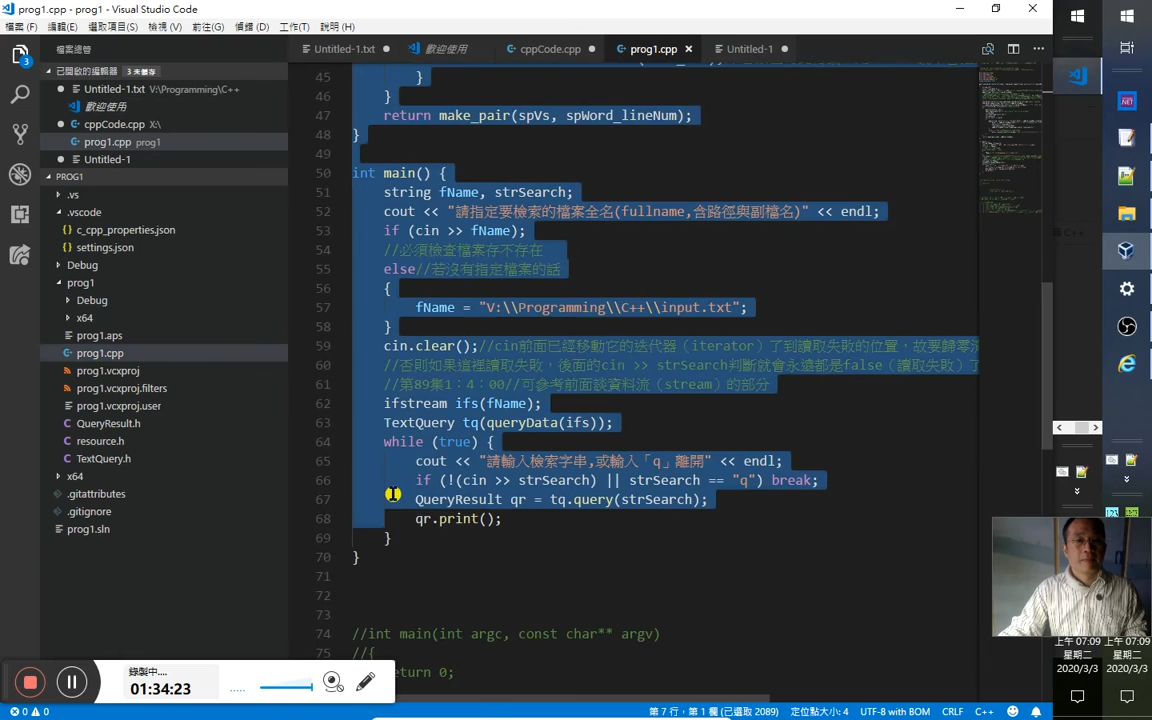 prog1.cpp - prog1 - Visual Studio Code
檔案(F) 編輯(E) 選取項目(S) 檢視(V) 前往(G) 偵錯(D) 工作(T) 說明(H)
檔案總管
已開啟的編輯器 3 未儲存
Untitled-1.txt V:\Programming\C++
歡迎使用
cppCode.cpp X:\
prog1.cpp prog1
Untitled-1
PROG1
.vs
.vscode
c_cpp_properties.json
settings.json
Debug
prog1
Debug
x64
prog1.aps
prog1.cpp
prog1.vcxproj
prog1.vcxproj.filters
prog1.vcxproj.user
QueryResult.h
resource.h
TextQuery.h
x64
.gitattributes
.gitignore
prog1.sln
3
Untitled-1.txt 歡迎使用 cppCode.cpp prog1.cpp Untitled-1
45 }
46 }
47 return make_pair(spVs, spWord_lineNum);
48 }
49
50 int main() {
51 string fName, strSearch;
52 cout << "請指定要檢索的檔案全名(fullname,含路徑與副檔名)" << endl;
53 if (cin >> fName);
54 //必須檢查檔案存不存在
55 else//若沒有指定檔案的話
56 {
57 fName = "V:\\Programming\\C++\\input.txt";
58 }
59 cin.clear();//cin前面已經移動它的迭代器（iterator）了到讀取失敗的位置，故要歸零
60 //否則如果這裡讀取失敗，後面的cin >> strSearch判斷就會永遠都是false（讀取失敗）了
61 //第89集1：4：00//可參考前面談資料流（stream）的部分
62 ifstream ifs(fName);
63 TextQuery tq(queryData(ifs));
64 while (true) {
65 cout << "請輸入檢索字串,或輸入「q」離開" << endl;
66 if (!(cin >> strSearch) || strSearch == "q") break;
67 QueryResult qr = tq.query(strSearch);
68 qr.print();
69 }
70 }
71
72
73
74 //int main(int argc, const char** argv)
75 //{
return 0;
錄製中....
01:34:23
0 0
第 7 行，第 1 欄 (已選取 2089) 定位點大小: 4 UTF-8 with BOM CRLF C++
上午 07:09
星期二
2020/3/3
上午 07:09
星期二
2020/3/3